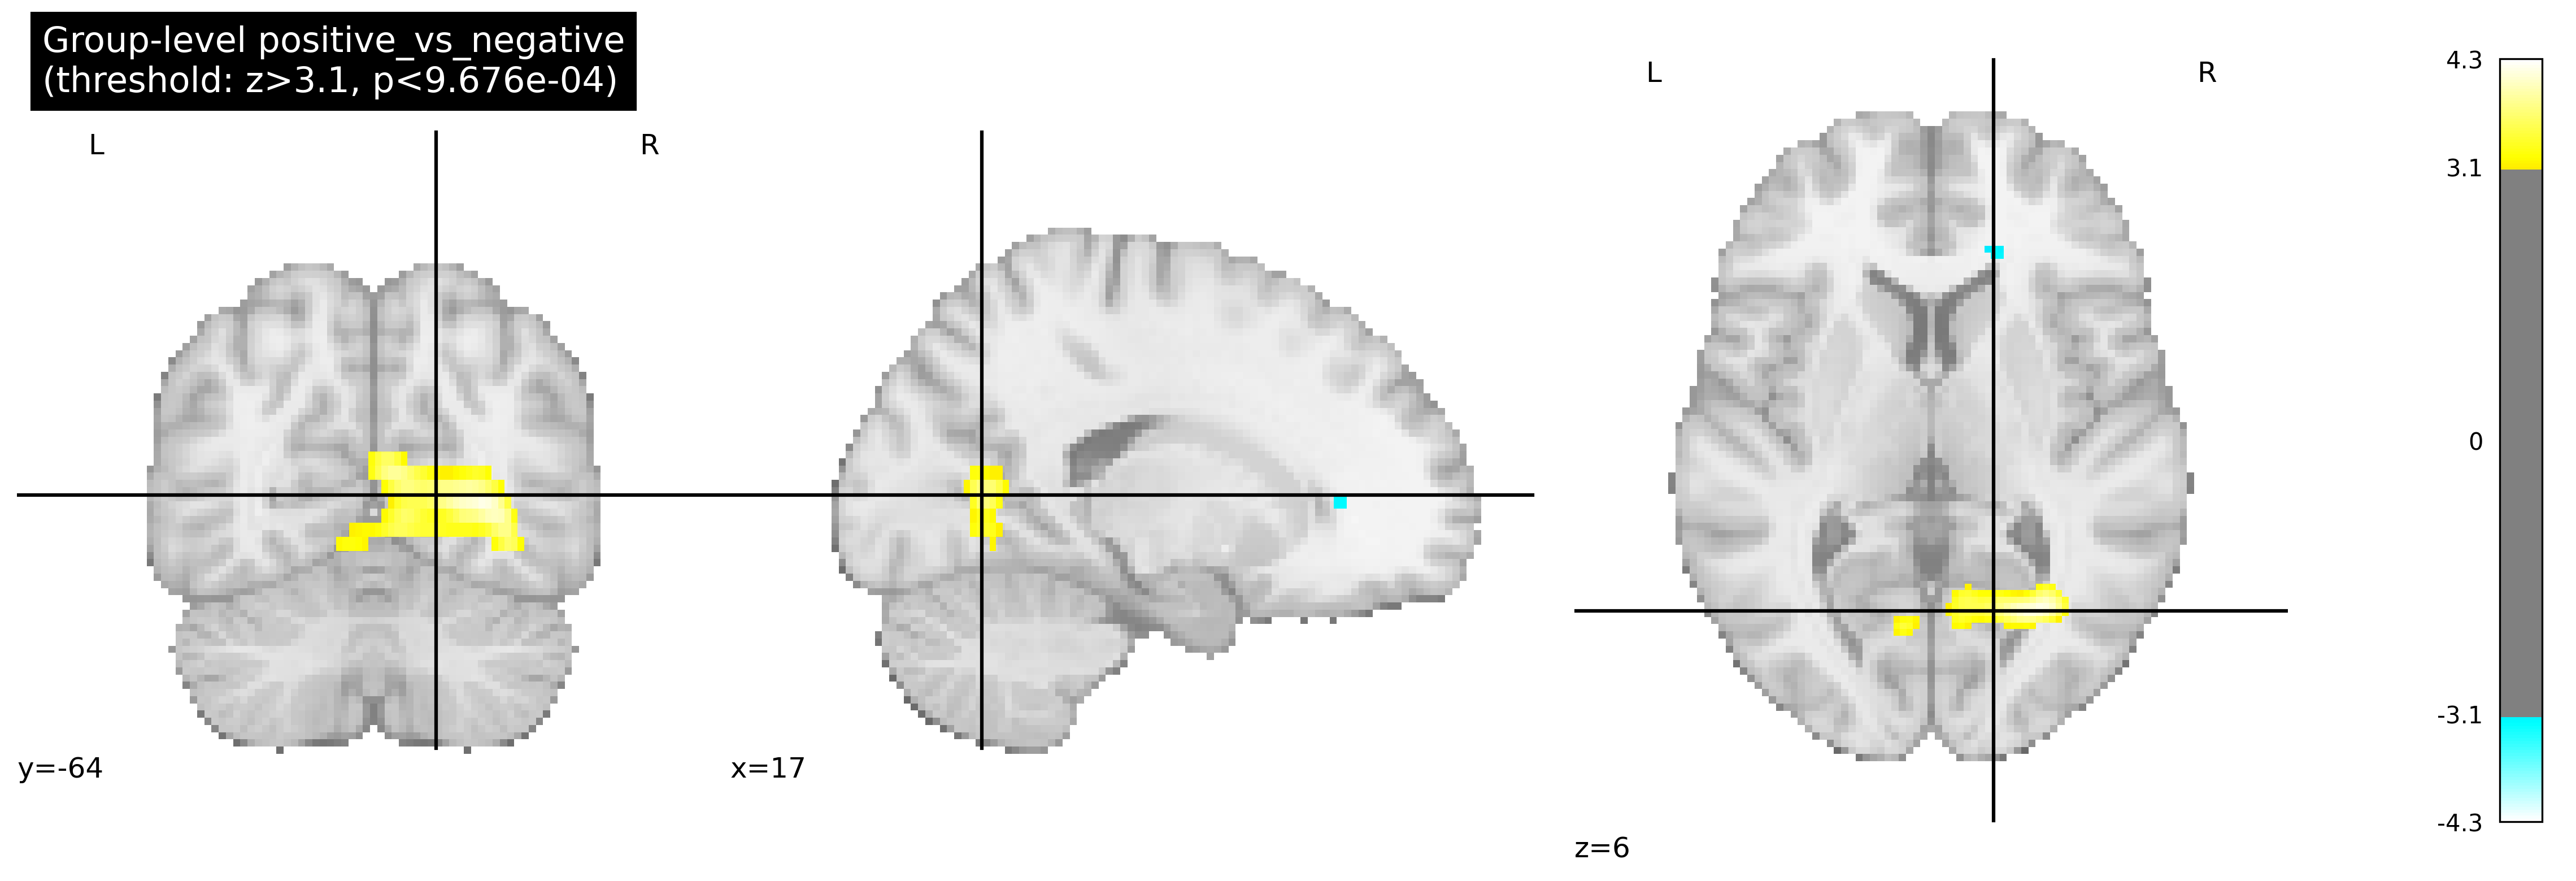 Group-level positive_vs_negative
(threshold: z>3.1, p<9.676e-04)
L
R
y=-64
x=17
L
R
z=6
4.3
3.1
0
-3.1
-4.3